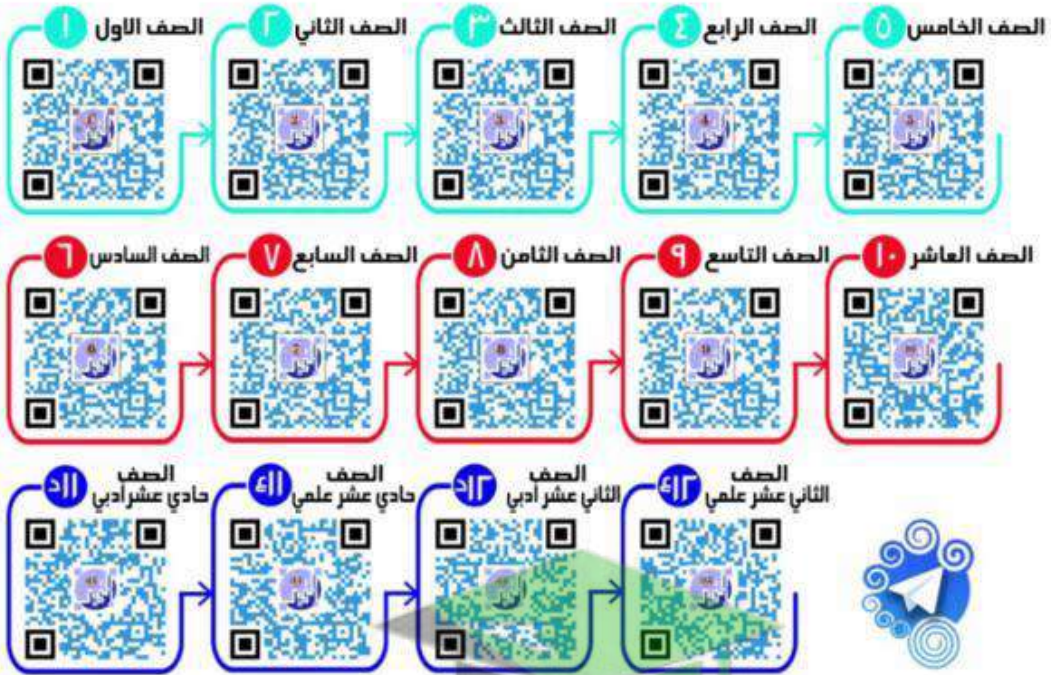 الصف الاول ١
الصف الثاني ٢
الصف الثالث ٣
الصف الرابع ٤
الصف الخامس ٥
الصف السادس ٦
الصف السابع ٧
الصف الثامن ٨
الصف التاسع ٩
الصف العاشر ١٠
الصف
حادي عشر أدبي ١١د
الصف
حادي عشر علمي ١١ع
الصف
الثاني عشر أدبي ١٢د
الصف
الثاني عشر علمي ١٢ع